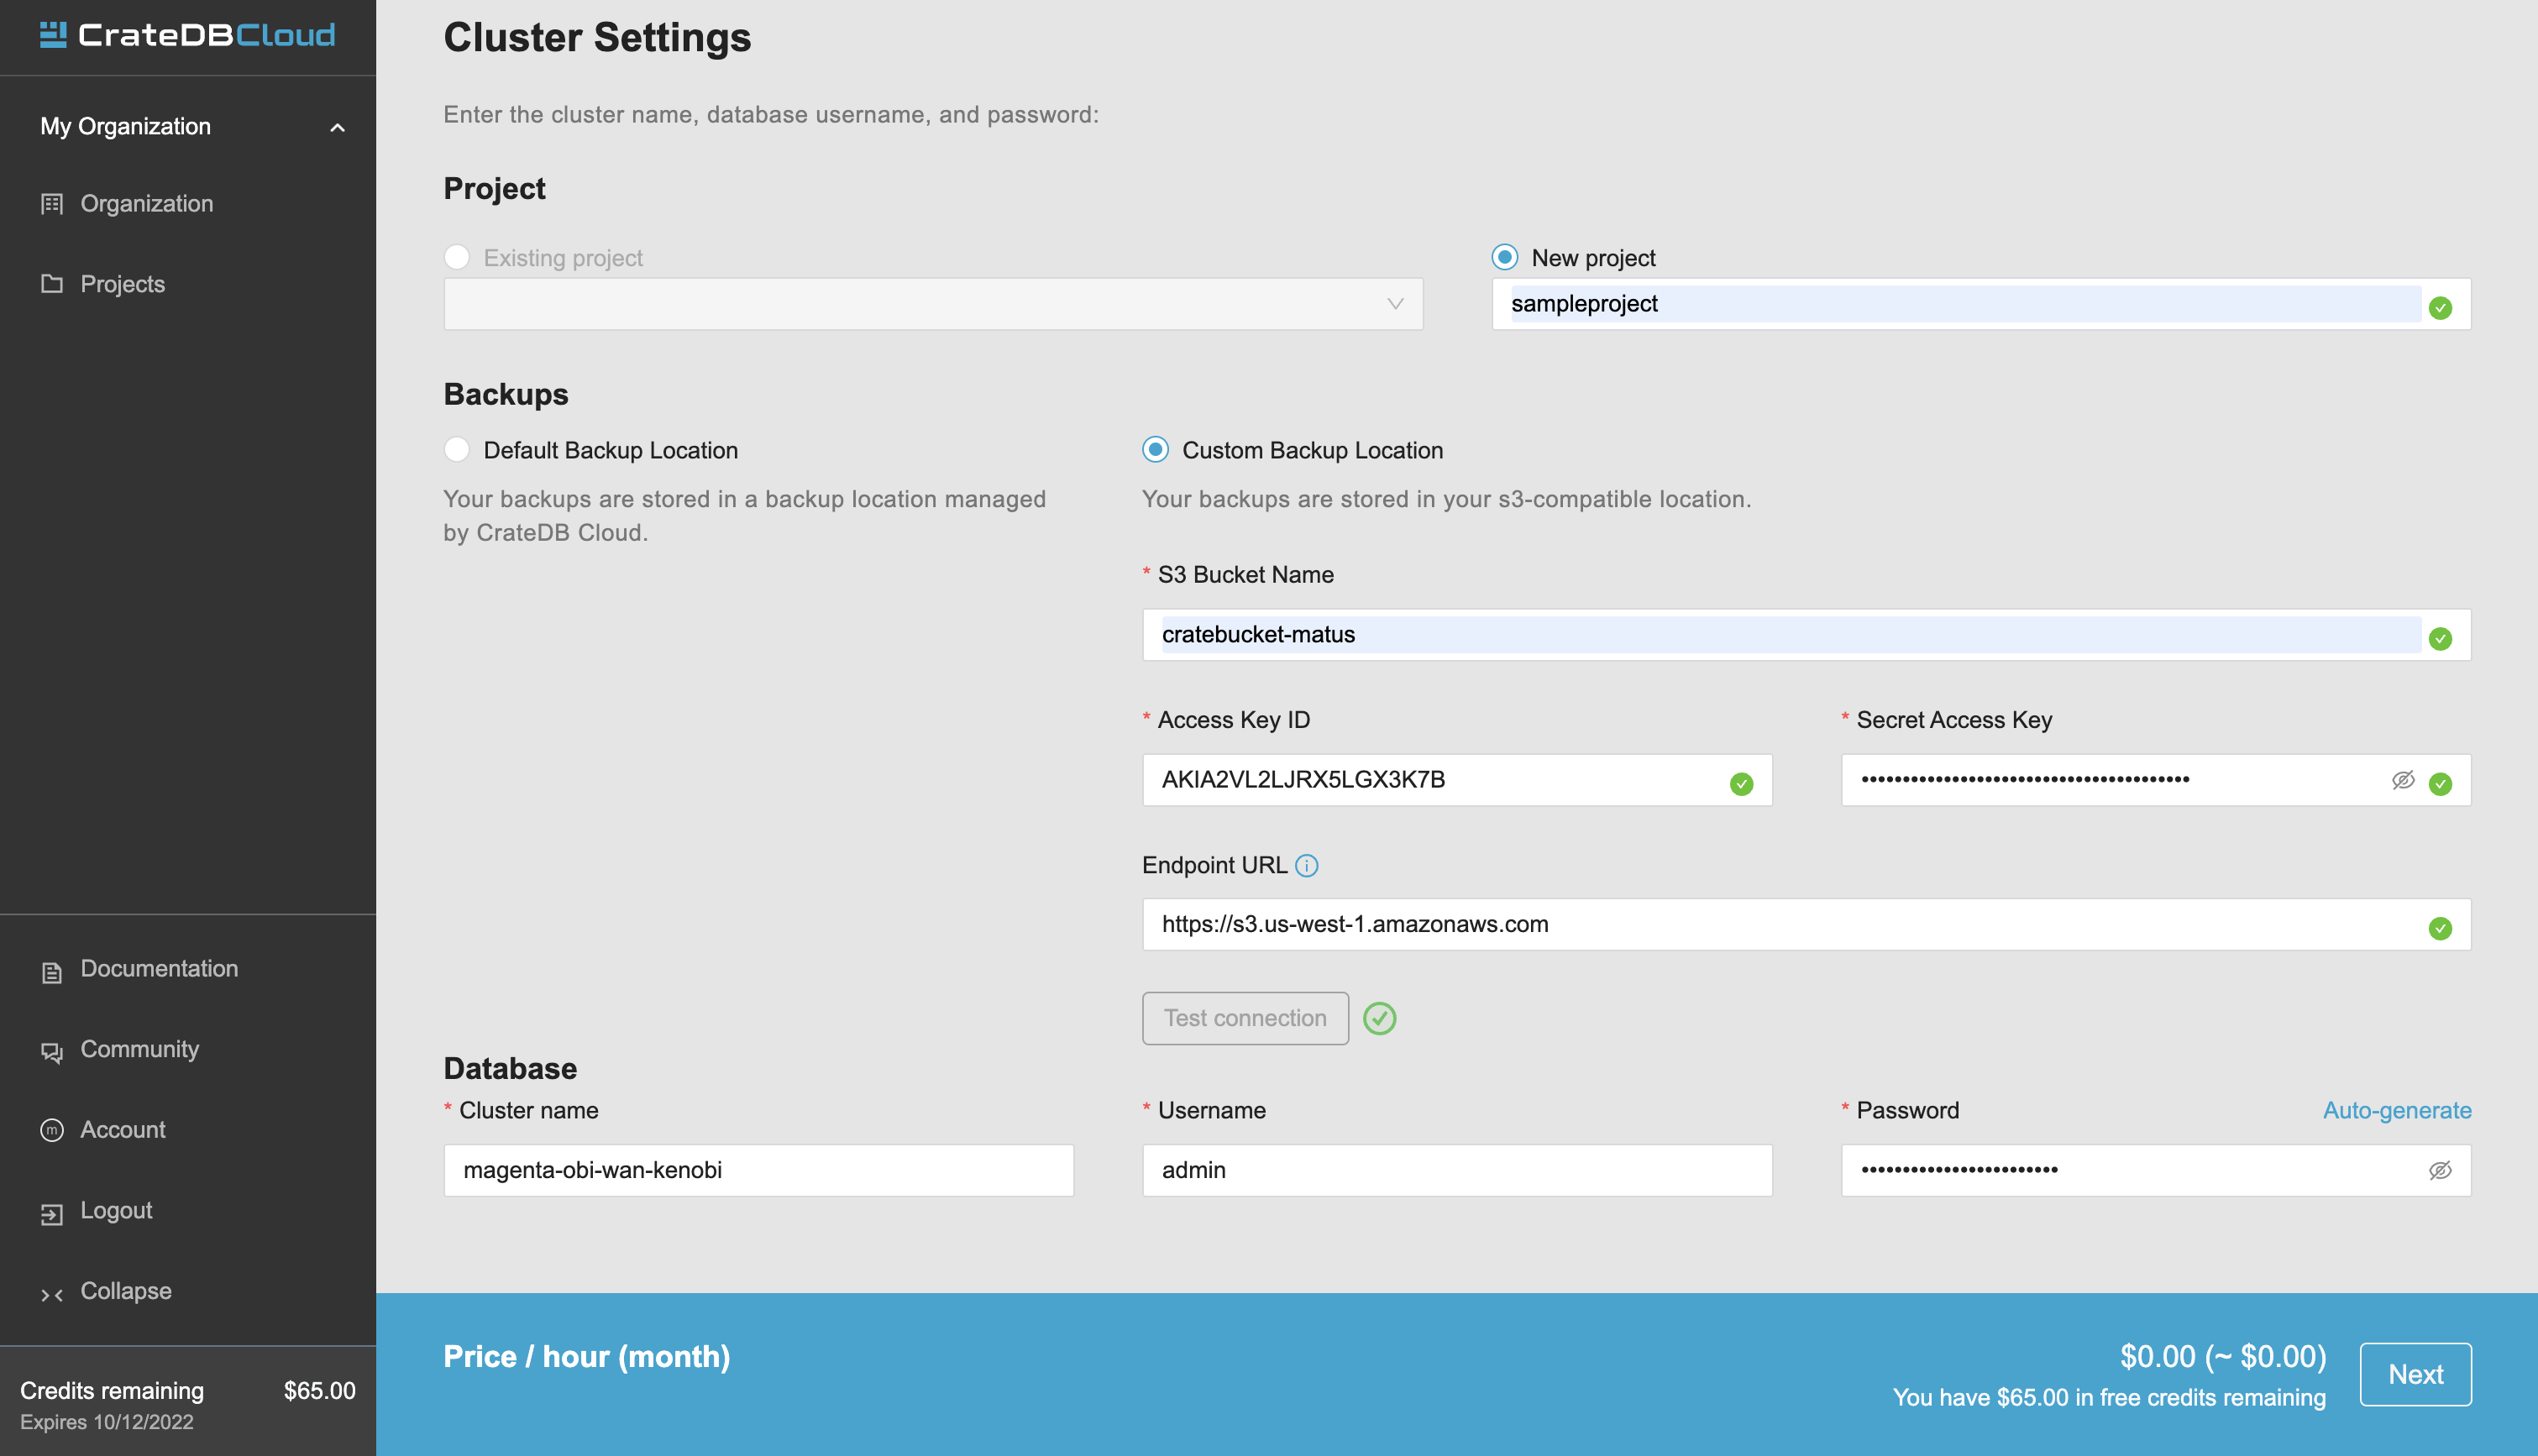 CrateDBCloud
My Organization
Organization
Projects
Documentation
Community
m
Account
Logout
Collapse
Credits remaining $65.00
Expires 10/12/2022
Cluster Settings
Enter the cluster name, database username, and password:
Project
Existing project
New project
sampleproject
Backups
Default Backup Location
Your backups are stored in a backup location managed
by CrateDB Cloud.
Custom Backup Location
Your backups are stored in your s3-compatible location.
* S3 Bucket Name
cratebucket-matus
* Access Key ID
AKIA2VL2LJRX5LGX3K7B
* Secret Access Key
••••••••••••••••••••••••••••••••••••••••
Endpoint URL i
https://s3.us-west-1.amazonaws.com
Test connection
Database
* Cluster name
magenta-obi-wan-kenobi
* Username
admin
* Password Auto-generate
••••••••••••••••••••••••
Price / hour (month)
$0.00 (~ $0.00)
You have $65.00 in free credits remaining
Next